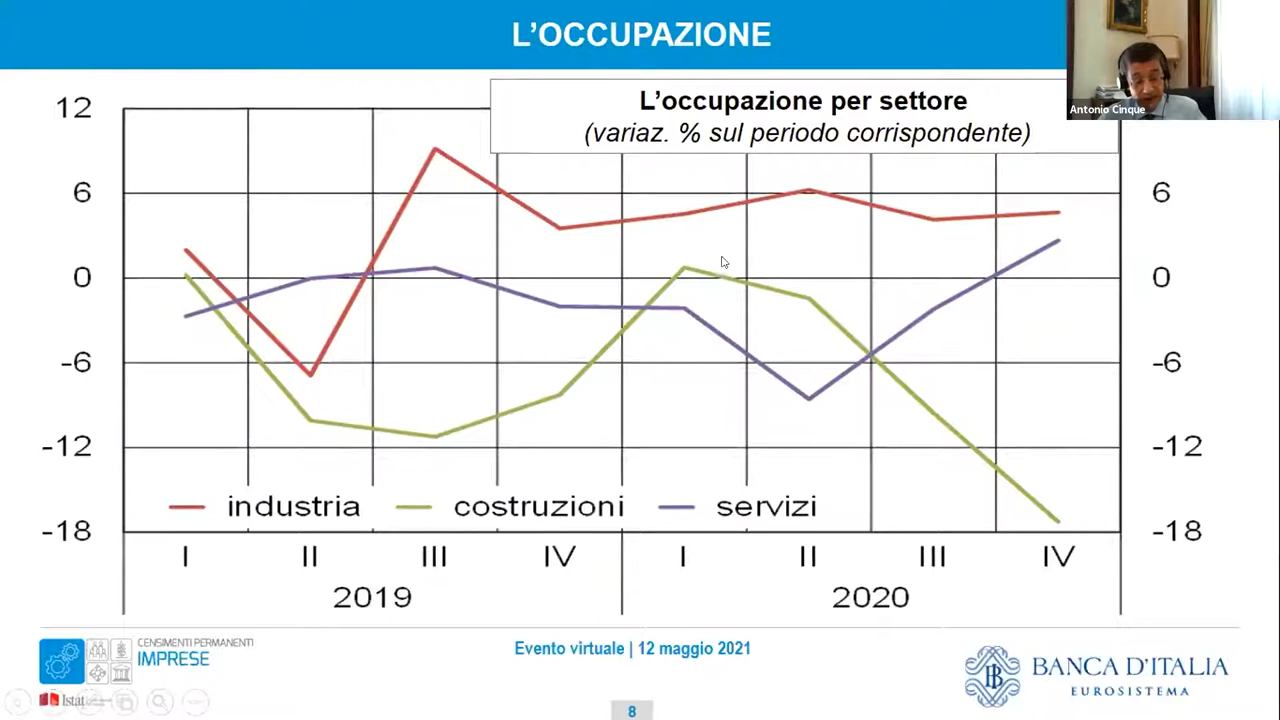 L'OCCUPAZIONE
Antonio Cinque
L'occupazione per settore
(variaz. % sul periodo corrispondente)
12
6
6
0
0
-6
-6
-12
-12
-18
-18
industria
costruzioni
servizi
I II III IV I II III IV
2019 2020
CENSIMENTI PERMANENTI
IMPRESE
Istat
Evento virtuale | 12 maggio 2021
BANCA D'ITALIA
EUROSISTEMA
8